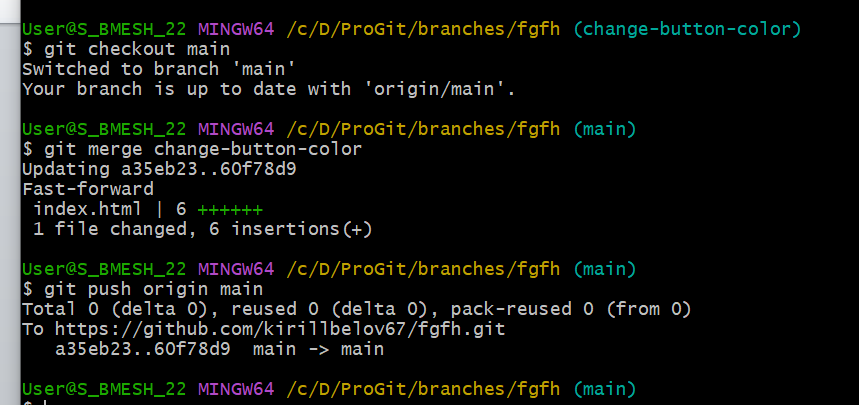 User@S_BMESH_22 MINGW64 /c/D/ProGit/branches/fgfh (change-button-color)
$ git checkout main
Switched to branch 'main'
Your branch is up to date with 'origin/main'.
User@S_BMESH_22 MINGW64 /c/D/ProGit/branches/fgfh (main)
$ git merge change-button-color
Updating a35eb23..60f78d9
Fast-forward
 index.html | 6 ++++++
 1 file changed, 6 insertions(+)
User@S_BMESH_22 MINGW64 /c/D/ProGit/branches/fgfh (main)
$ git push origin main
Total 0 (delta 0), reused 0 (delta 0), pack-reused 0 (from 0)
To https://github.com/kirillbelov67/fgfh.git
   a35eb23..60f78d9  main -> main
User@S_BMESH_22 MINGW64 /c/D/ProGit/branches/fgfh (main)
$